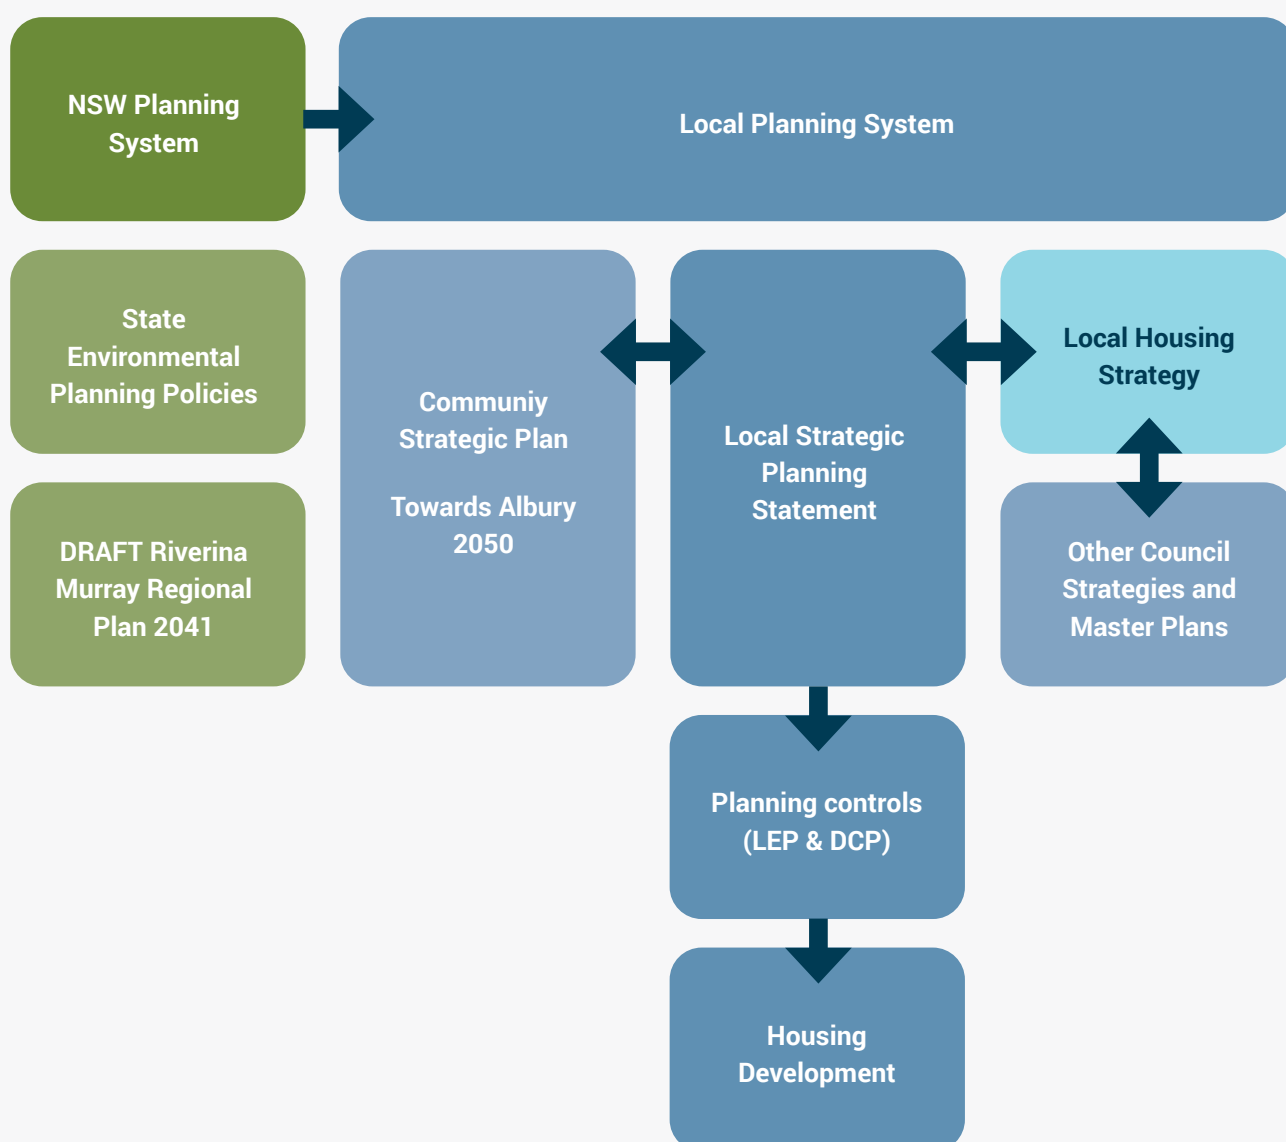 NSW Planning
System
Local Planning System
State
Environmental
Planning Policies
DRAFT Riverina
Murray Regional
Plan 2041
Communiy
Strategic Plan
Towards Albury
2050
Local Strategic
Planning
Statement
Local Housing
Strategy
Other Council
Strategies and
Master Plans
Planning controls
(LEP & DCP)
Housing
Development